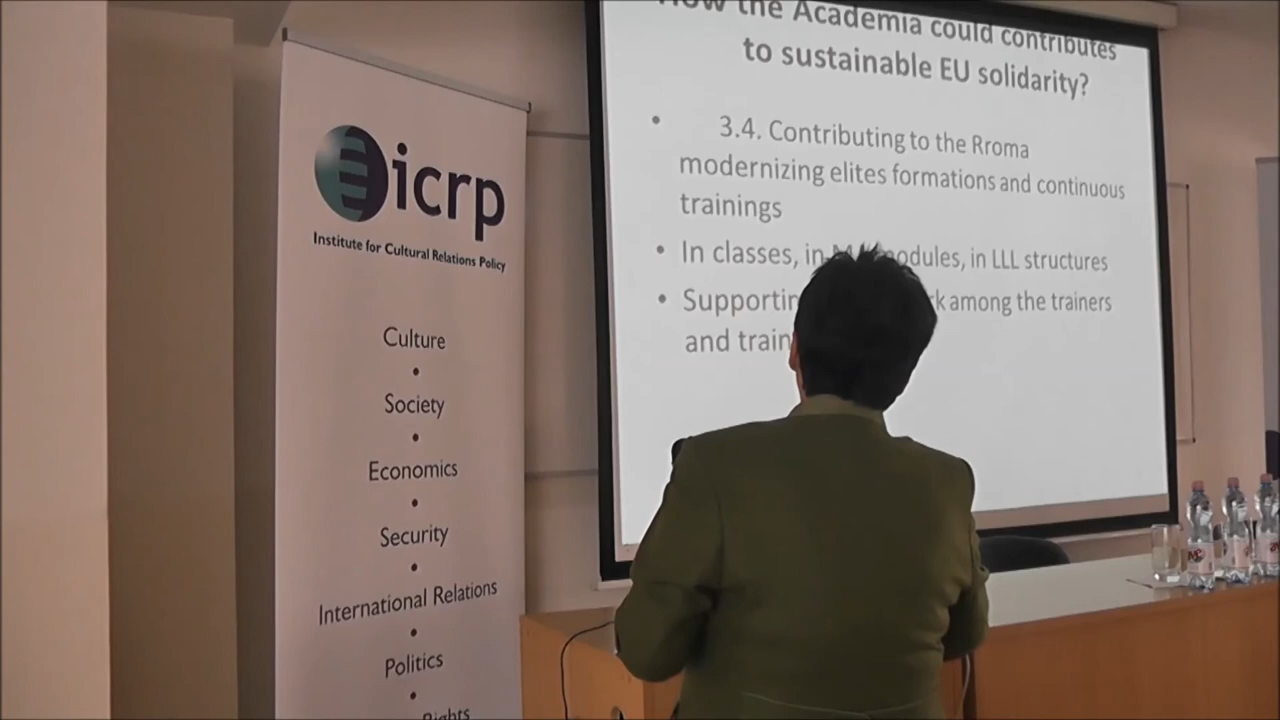 icrp
Institute for Cultural Relations Policy
Culture
•
Society
•
Economics
•
Security
•
International Relations
•
Politics
•
Rights
How the Academia could contributes
to sustainable EU solidarity?
• 3.4. Contributing to the Rroma
modernizing elites formations and continuous
trainings
• In classes, in modules, in LLL structures
• among the trainers
and